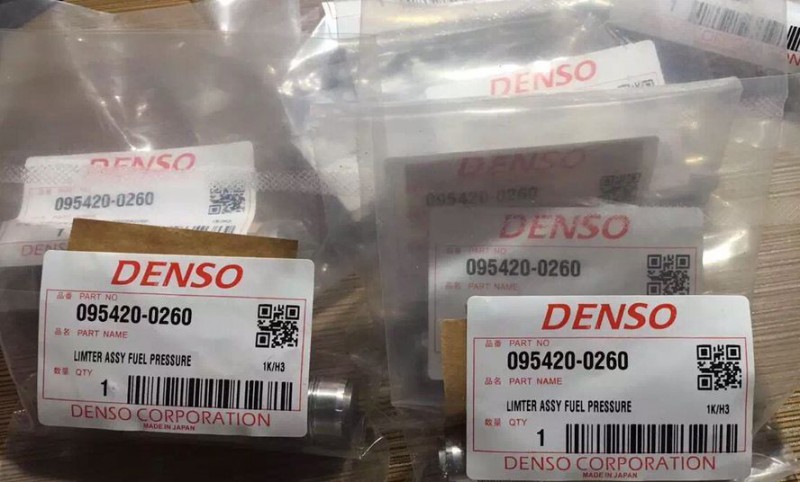 DENSO
DENSO
095420-0260
1
DENSO
095420-0260
DENSO
095420-0260
DENSO
品番 PART NO
095420-0260
品名 PART NAME
LIMTER ASSY FUEL PRESSURE
1K/H3
数量 QTY
1
DENSO CORPORATION
MADE IN JAPAN
DENSO
品番 PART NO
095420-0260
品名 PART NAME
LIMTER ASSY FUEL PRESSURE
1K/H3
数量 QTY
1
DENSO CORPORATION
MADE IN JAPAN